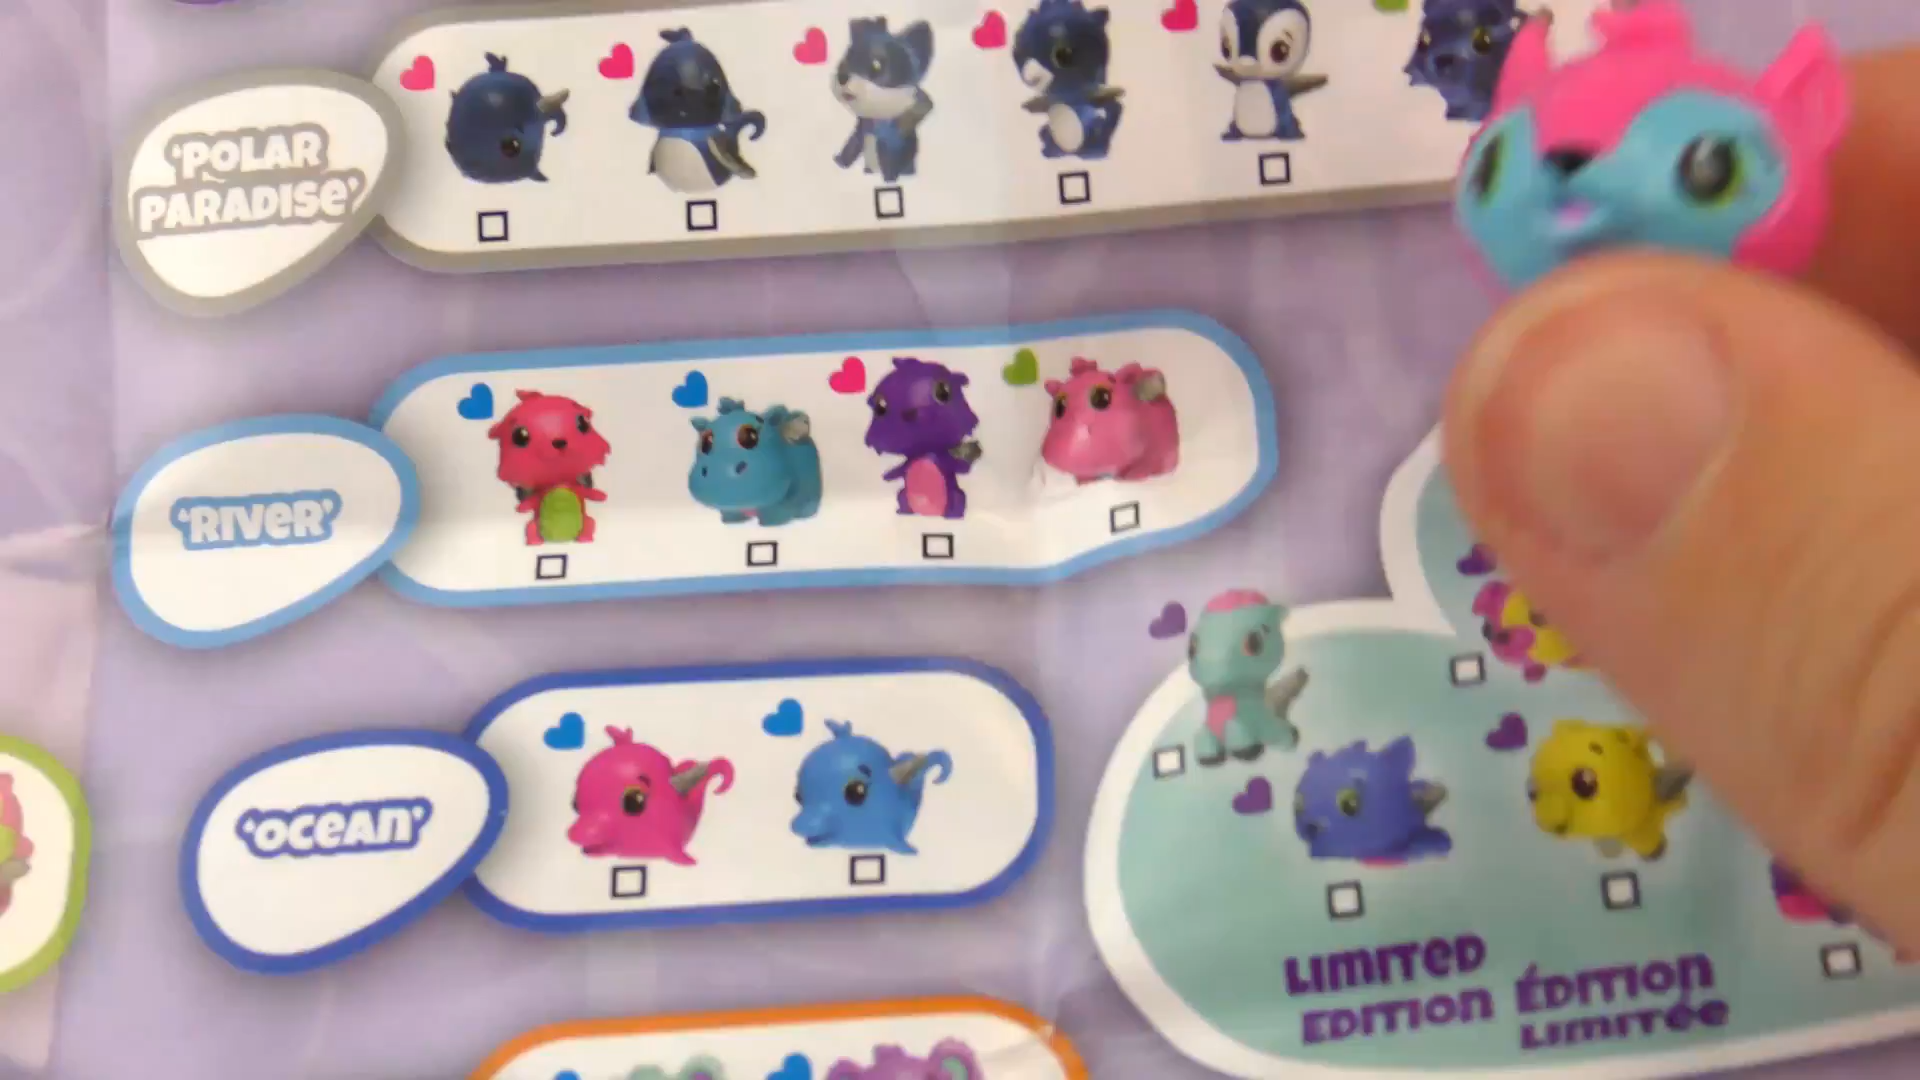 'POLAR
PARADISE'
'RIVER'
'OCEAN'
LIMITED
EDITION
ÉDITION
LIMITÉE